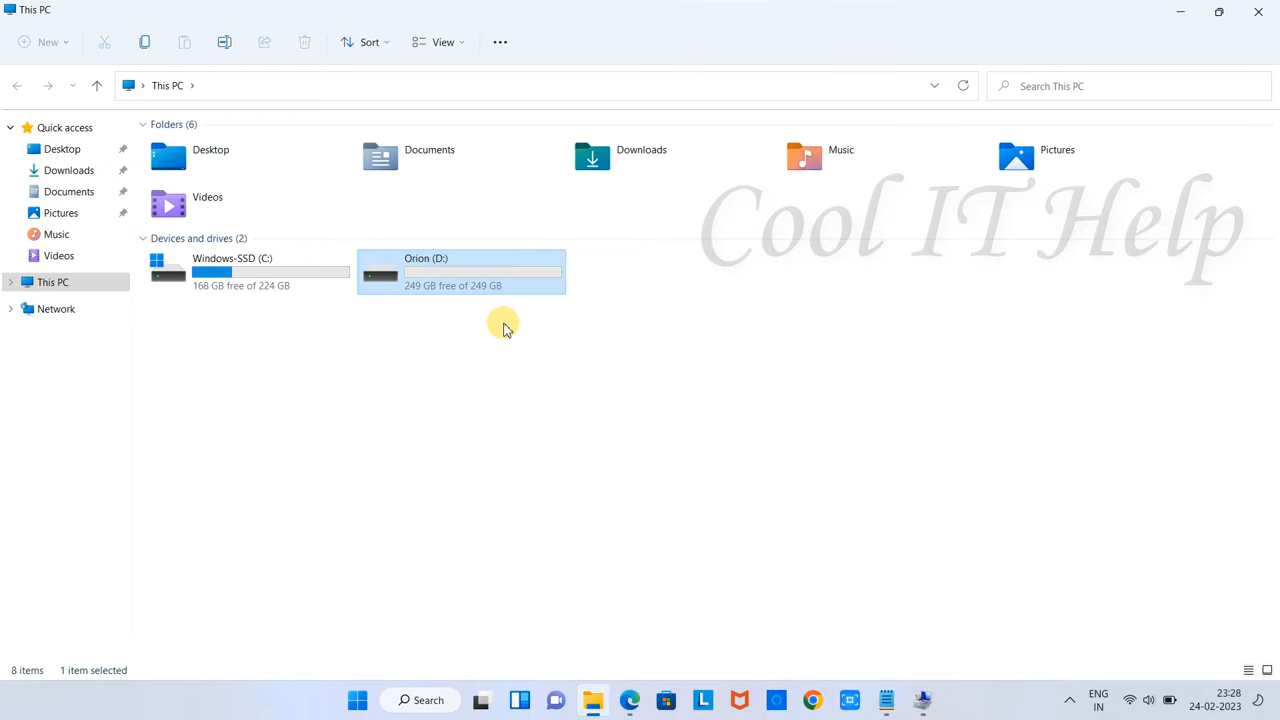 This PC
New
Sort
View
This PC
Search This PC
Quick access
Desktop
Downloads
Documents
Pictures
Music
Videos
This PC
Network
Folders (6)
Desktop
Documents
Downloads
Music
Pictures
Videos
Cool IT Help
Devices and drives (2)
Windows-SSD (C:)
168 GB free of 224 GB
Orion (D:)
249 GB free of 249 GB
8 items
1 item selected
Search
ENG
IN
23:28
24-02-2023